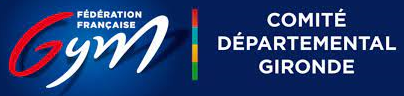 FÉDÉRATION
FRANÇAISE
Gym
COMITÉ
DÉPARTEMENTAL
GIRONDE